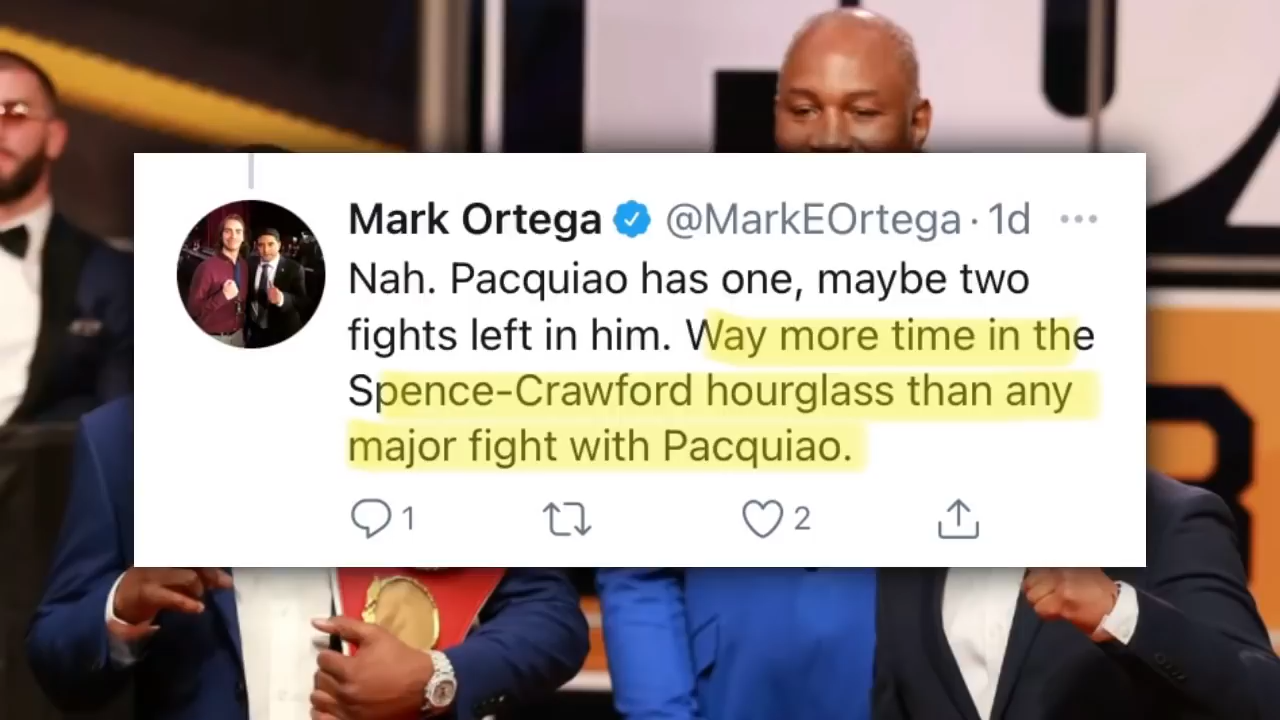 Mark Ortega @MarkEOrtega · 1d ...
Nah. Pacquiao has one, maybe two
fights left in him. Way more time in the
Spence-Crawford hourglass than any
major fight with Pacquiao.
1 2